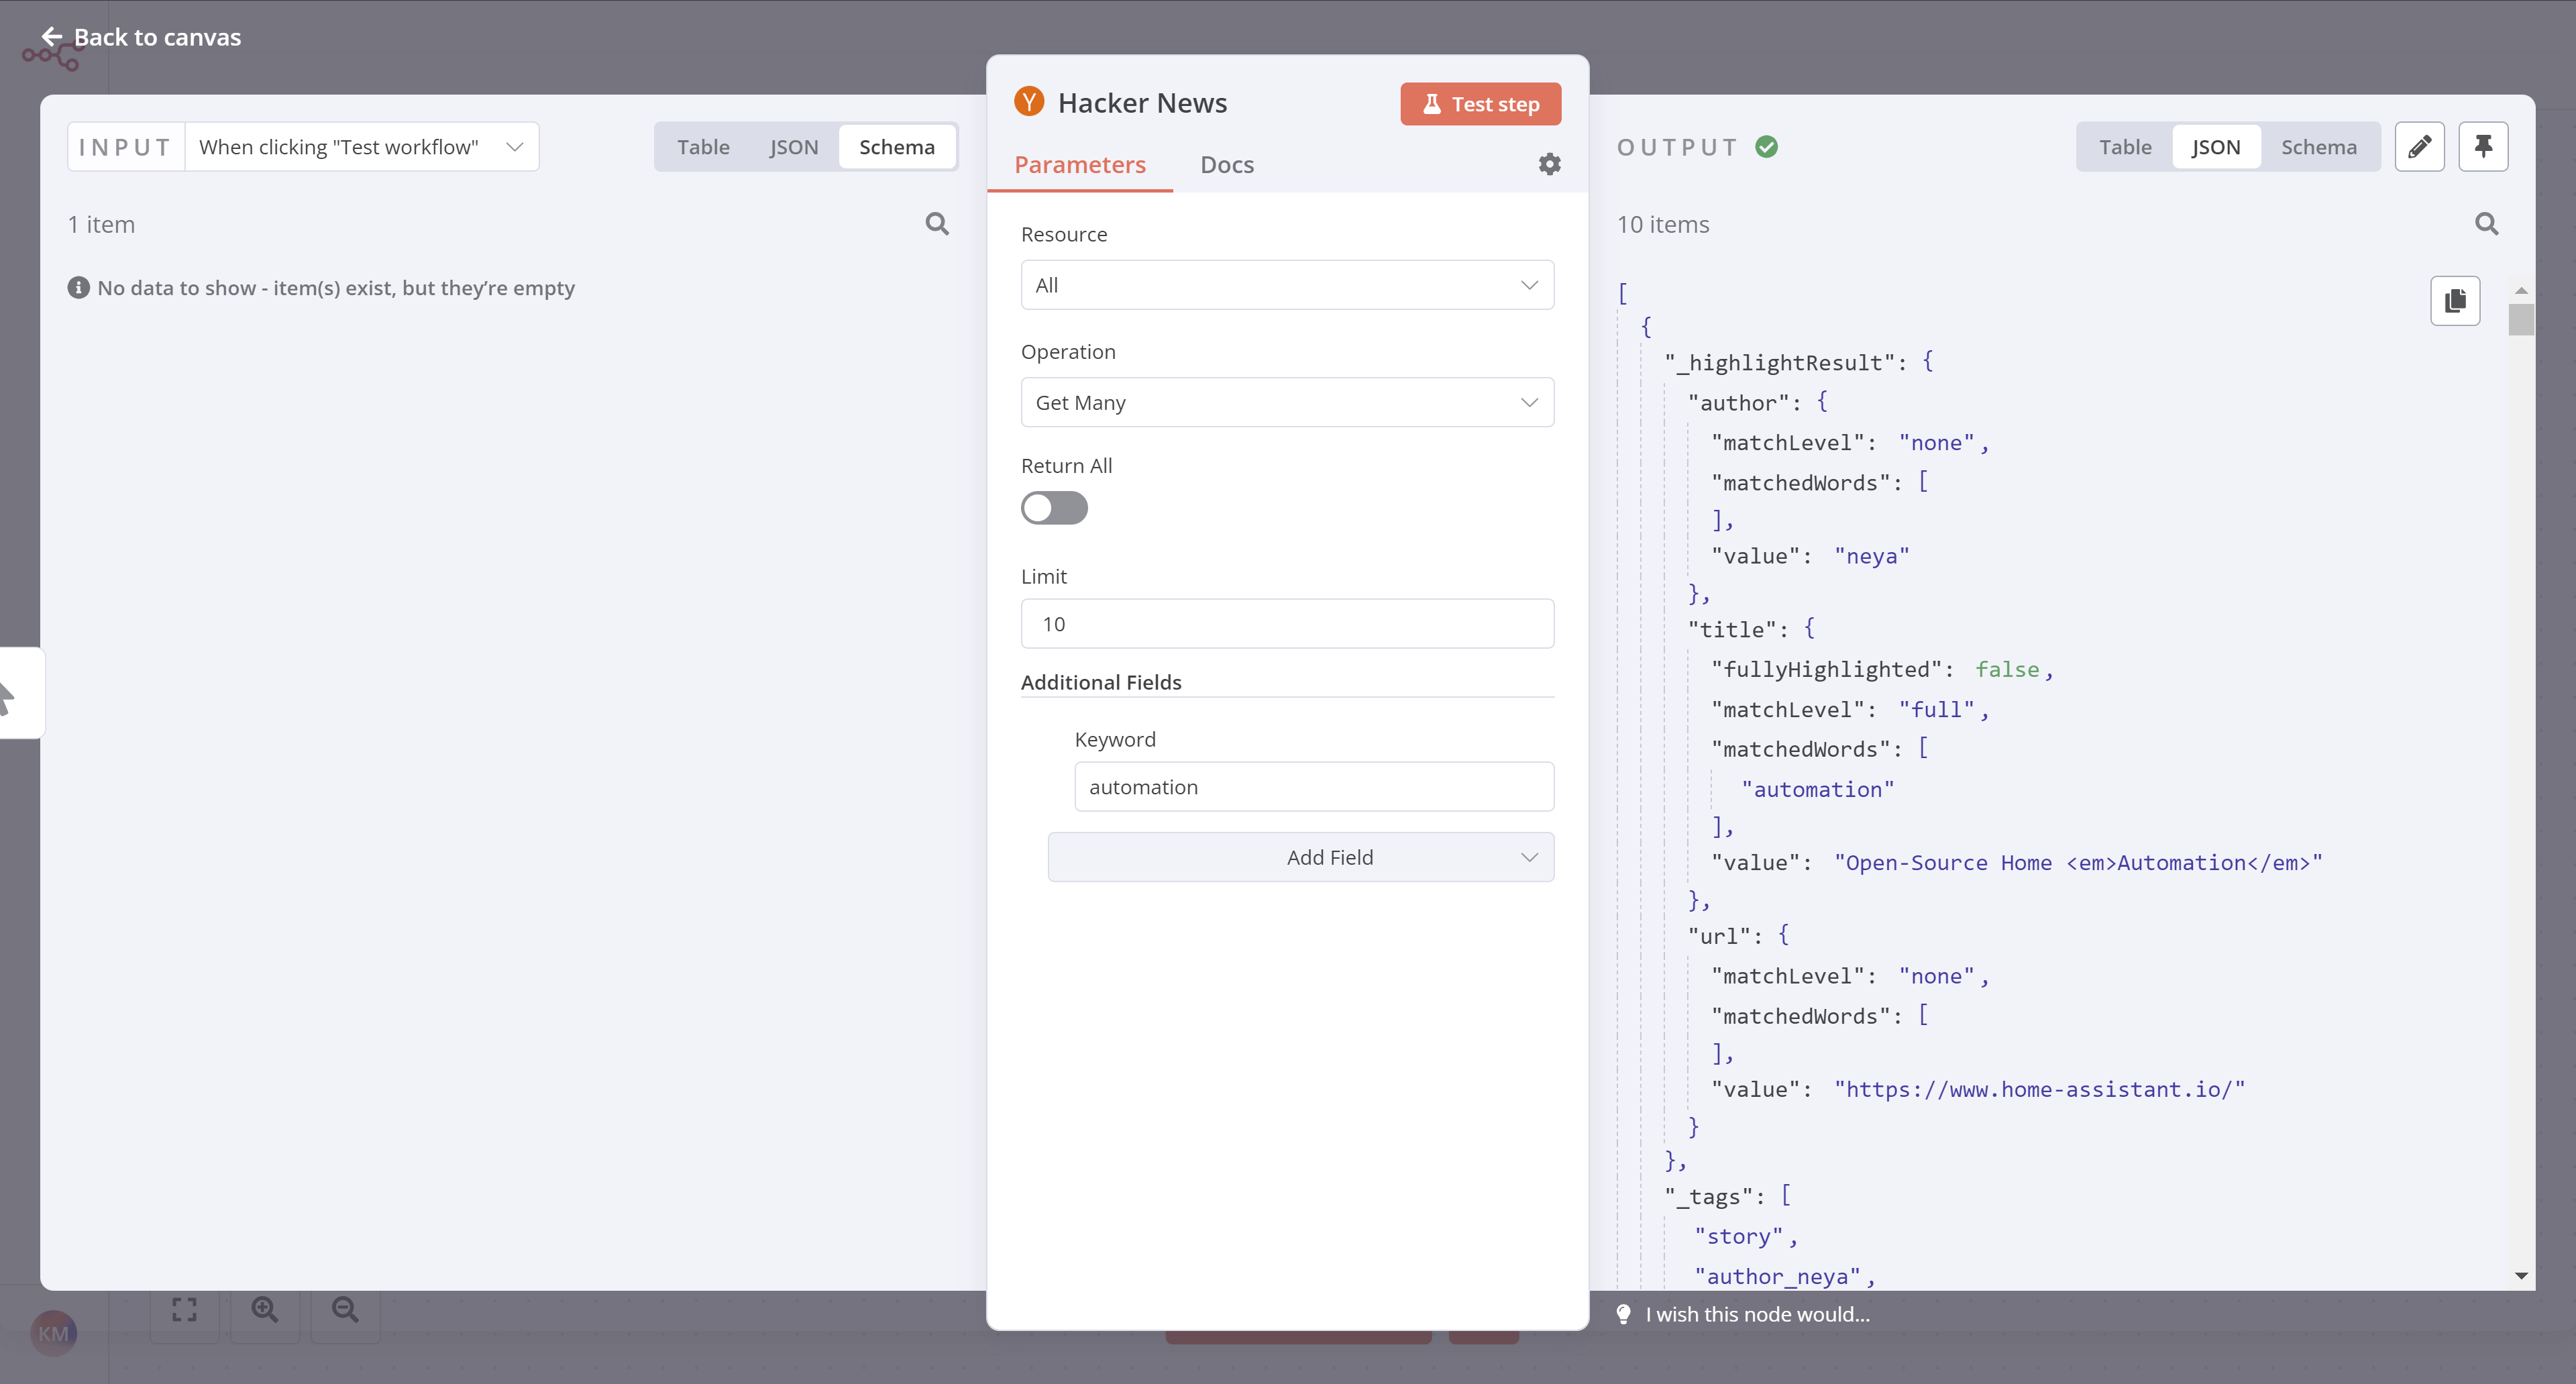 Back to canvas
INPUT When clicking "Test workflow"
Table JSON Schema
1 item
No data to show - item(s) exist, but they’re empty
Y Hacker News
Test step
Parameters Docs
Resource
All
Operation
Get Many
Return All
Limit
10
Additional Fields
Keyword
automation
Add Field
OUTPUT
Table JSON Schema
10 items
[
{
"_highlightResult": {
"author": {
"matchLevel": "none",
"matchedWords": [
],
"value": "neya"
},
"title": {
"fullyHighlighted": false,
"matchLevel": "full",
"matchedWords": [
"automation"
],
"value": "Open-Source Home <em>Automation</em>"
},
"url": {
"matchLevel": "none",
"matchedWords": [
],
"value": "https://www.home-assistant.io/"
}
},
"_tags": [
"story",
"author_neya",
I wish this node would...
KM